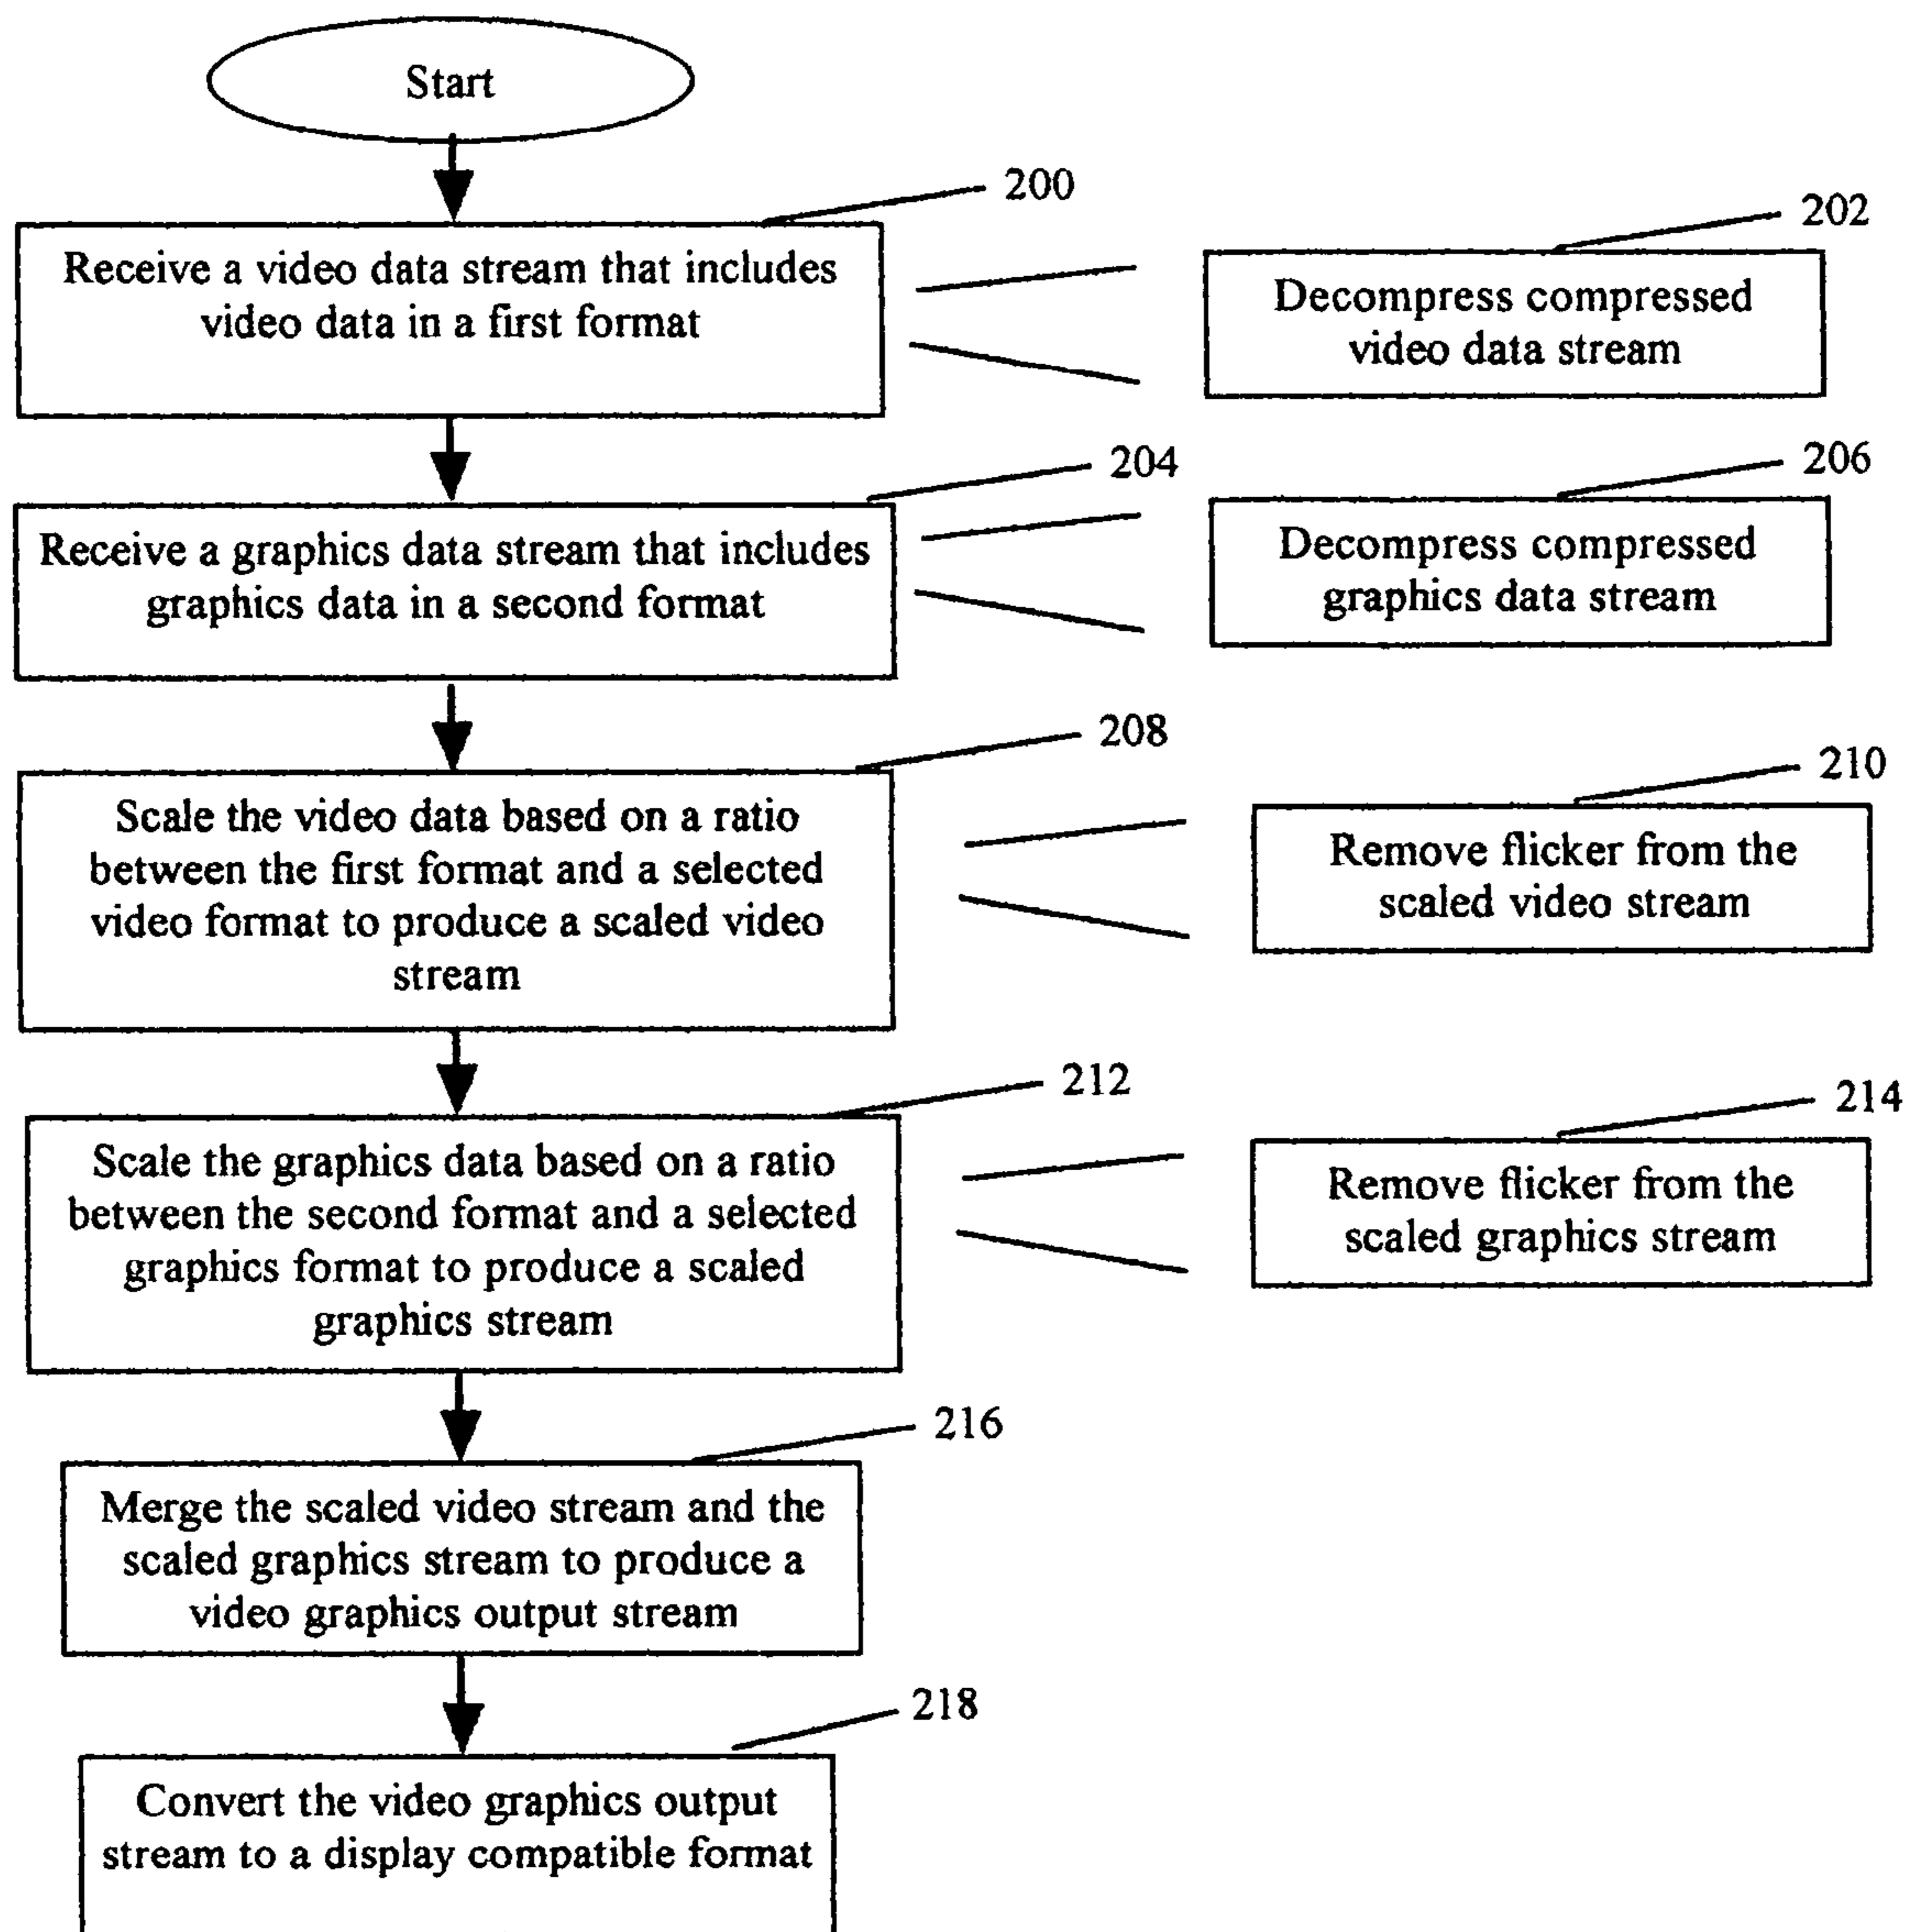 Start
200
Receive a video data stream that includes
video data in a first format
202
Decompress compressed
video data stream
204
Receive a graphics data stream that includes
graphics data in a second format
206
Decompress compressed
graphics data stream
208
Scale the video data based on a ratio
between the first format and a selected
video format to produce a scaled video
stream
210
Remove flicker from the
scaled video stream
212
Scale the graphics data based on a ratio
between the second format and a selected
graphics format to produce a scaled
graphics stream
214
Remove flicker from the
scaled graphics stream
216
Merge the scaled video stream and the
scaled graphics stream to produce a
video graphics output stream
218
Convert the video graphics output
stream to a display compatible format